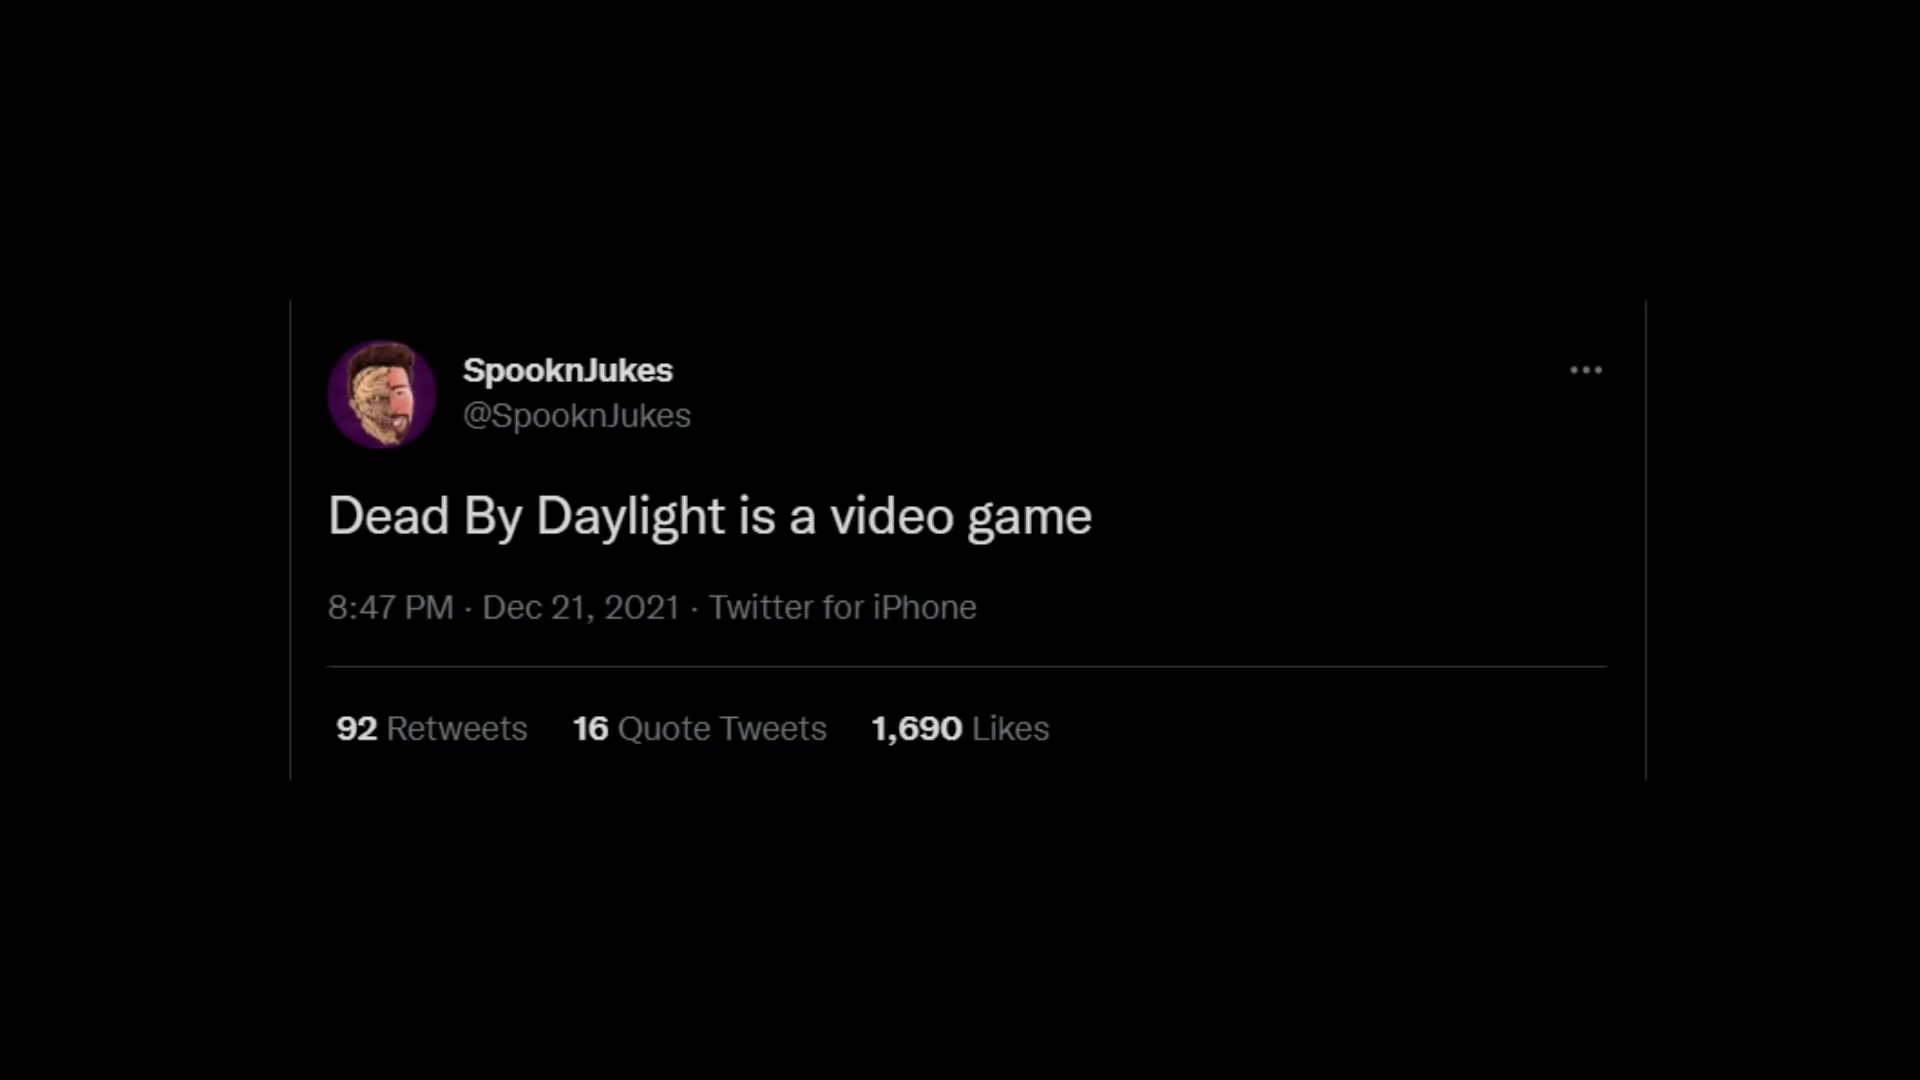 SpooknJukes
@SpooknJukes
Dead By Daylight is a video game
8:47 PM · Dec 21, 2021 · Twitter for iPhone
92 Retweets 16 Quote Tweets 1,690 Likes